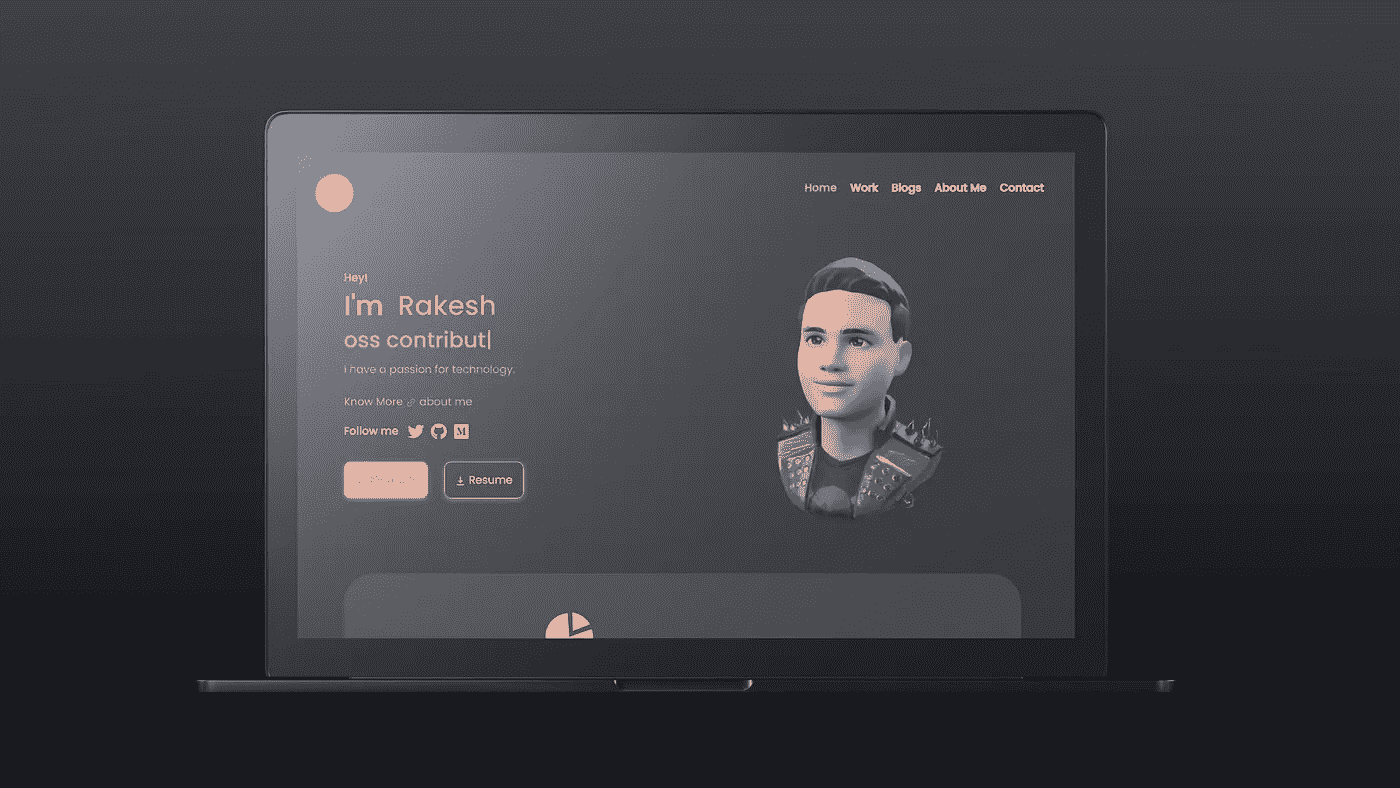 Home Work Blogs About Me Contact
Hey!
I'm Rakesh
oss contribut|
i have a passion for technology.
Know More about me
Follow me
M
Resume